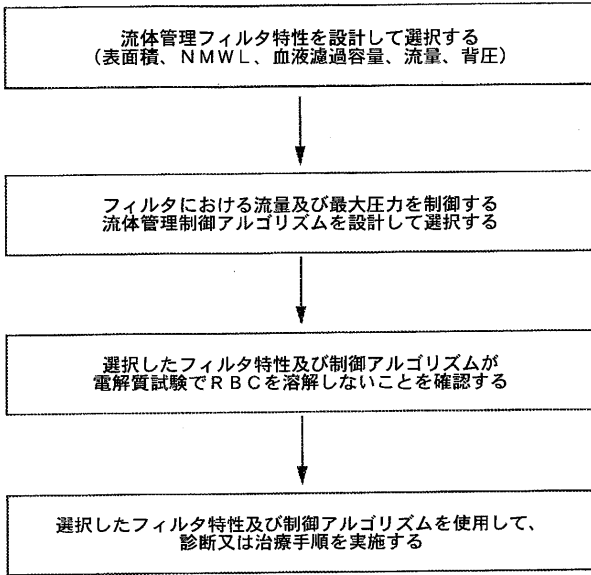 流体管理フィルタ特性を設計して選択する
（表面積、NMWL、血液濾過容量、流量、背圧）
フィルタにおける流量及び最大圧力を制御する
流体管理制御アルゴリズムを設計して選択する
選択したフィルタ特性及び制御アルゴリズムが
電解質試験でRBCを溶解しないことを確認する
選択したフィルタ特性及び制御アルゴリズムを使用して、
診断又は治療手順を実施する